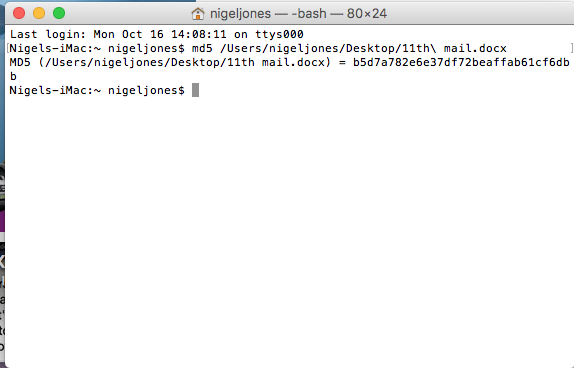 nigeljones — -bash — 80×24
Last login: Mon Oct 16 14:08:11 on ttys000
[Nigels-iMac:~ nigeljones$ md5 /Users/nigeljones/Desktop/11th\ mail.docx ]
MD5 (/Users/nigeljones/Desktop/11th mail.docx) = b5d7a782e6e37df72beaffab61cf6db
b
Nigels-iMac:~ nigeljones$